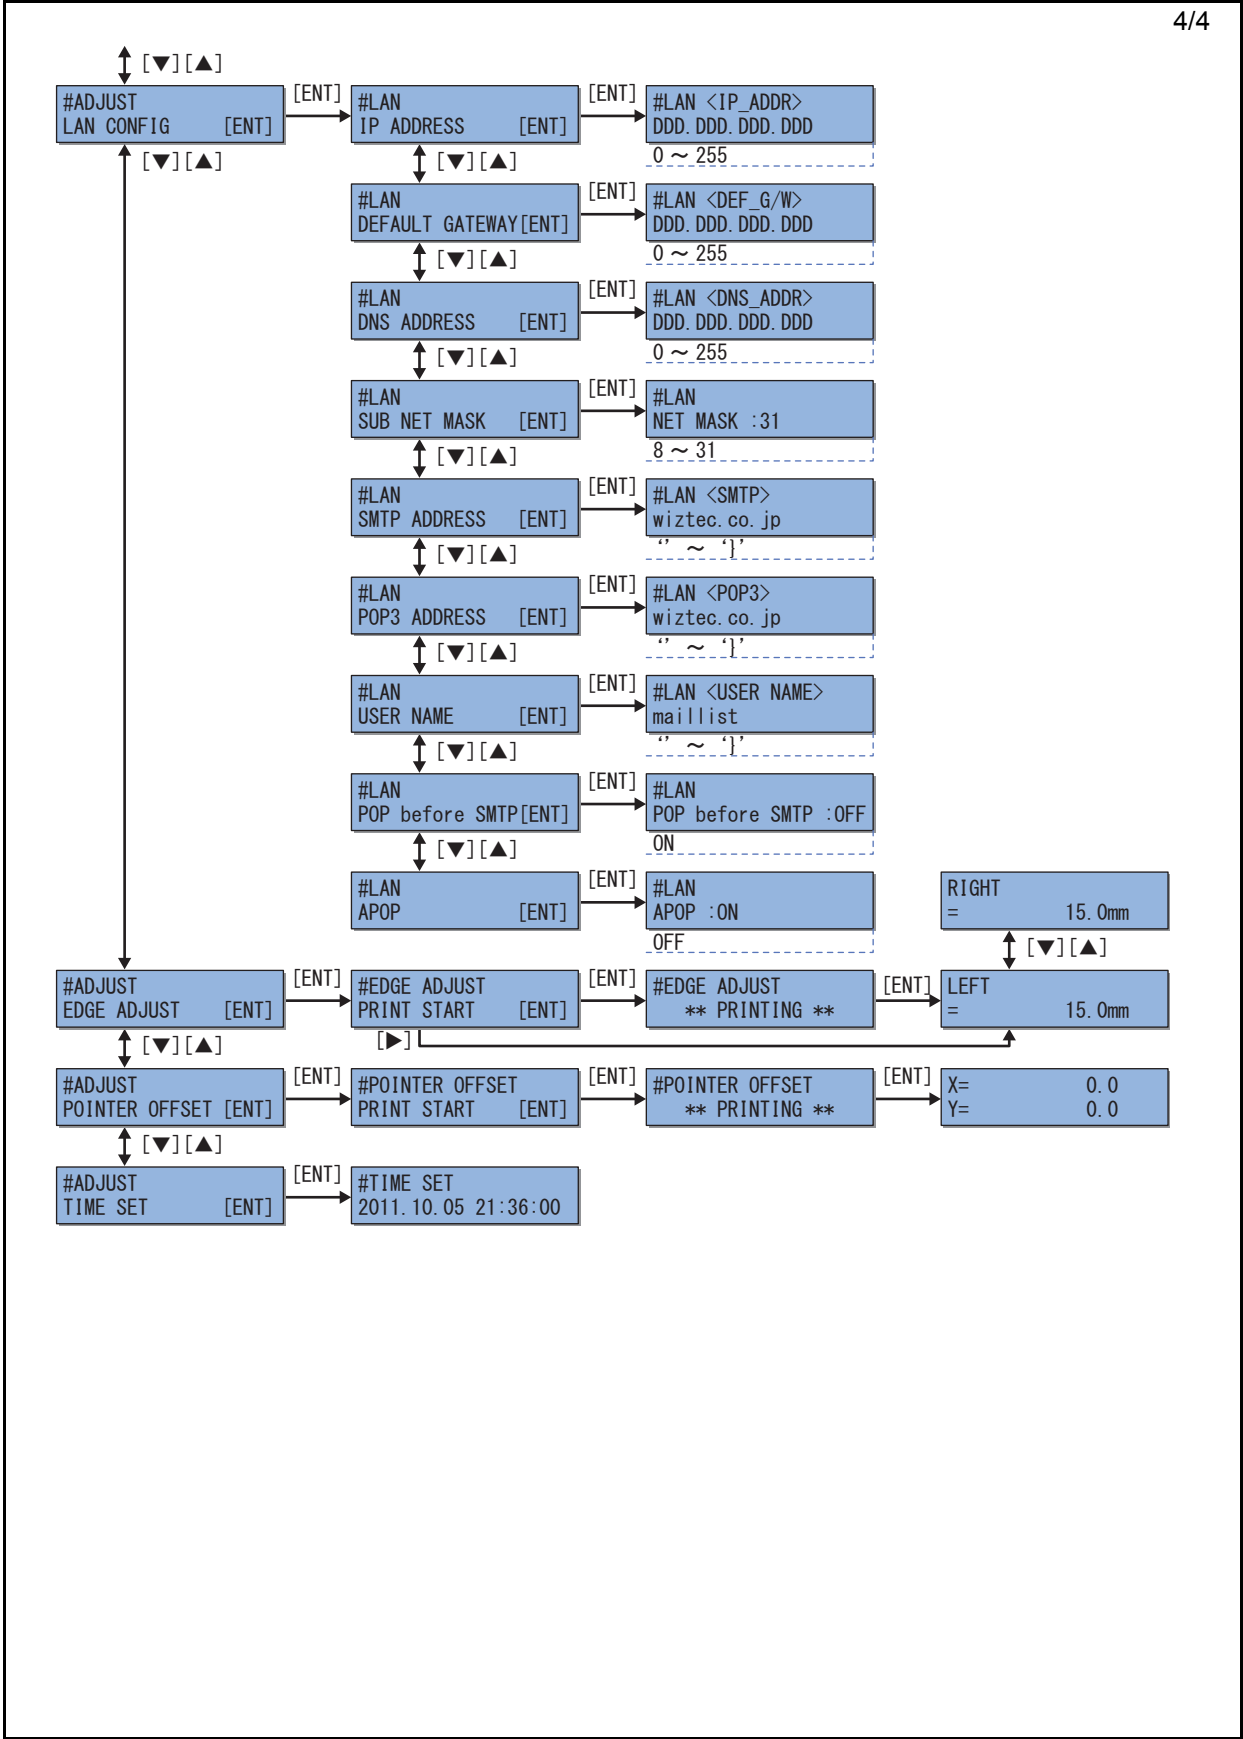 4/4
[▼][▲]
#ADJUST
LAN CONFIG [ENT]
[ENT]
#LAN
IP ADDRESS [ENT]
[ENT]
#LAN <IP_ADDR>
DDD.DDD.DDD.DDD
0 ～ 255
[▼][▲]
[▼][▲]
#LAN
DEFAULT GATEWAY[ENT]
[ENT]
#LAN <DEF_G/W>
DDD.DDD.DDD.DDD
0 ～ 255
[▼][▲]
#LAN
DNS ADDRESS [ENT]
[ENT]
#LAN <DNS_ADDR>
DDD.DDD.DDD.DDD
0 ～ 255
[▼][▲]
#LAN
SUB NET MASK [ENT]
[ENT]
#LAN
NET MASK :31
8 ～ 31
[▼][▲]
#LAN
SMTP ADDRESS [ENT]
[ENT]
#LAN <SMTP>
wiztec.co.jp
‘’ ～ ‘}’
[▼][▲]
#LAN
POP3 ADDRESS [ENT]
[ENT]
#LAN <POP3>
wiztec.co.jp
‘’ ～ ‘}’
[▼][▲]
#LAN
USER NAME [ENT]
[ENT]
#LAN <USER NAME>
maillist
‘’ ～ ‘}’
[▼][▲]
#LAN
POP before SMTP[ENT]
[ENT]
#LAN
POP before SMTP :OFF
ON
[▼][▲]
#LAN
APOP [ENT]
[ENT]
#LAN
APOP :ON
OFF
RIGHT
= 15.0mm
[▼][▲]
#ADJUST
EDGE ADJUST [ENT]
[ENT]
#EDGE ADJUST
PRINT START [ENT]
[ENT]
#EDGE ADJUST
** PRINTING **
[ENT]
LEFT
= 15.0mm
[▼][▲]
[▶]
#ADJUST
POINTER OFFSET [ENT]
[ENT]
#POINTER OFFSET
PRINT START [ENT]
[ENT]
#POINTER OFFSET
** PRINTING **
[ENT]
X= 0.0
Y= 0.0
[▼][▲]
#ADJUST
TIME SET [ENT]
[ENT]
#TIME SET
2011.10.05 21:36:00